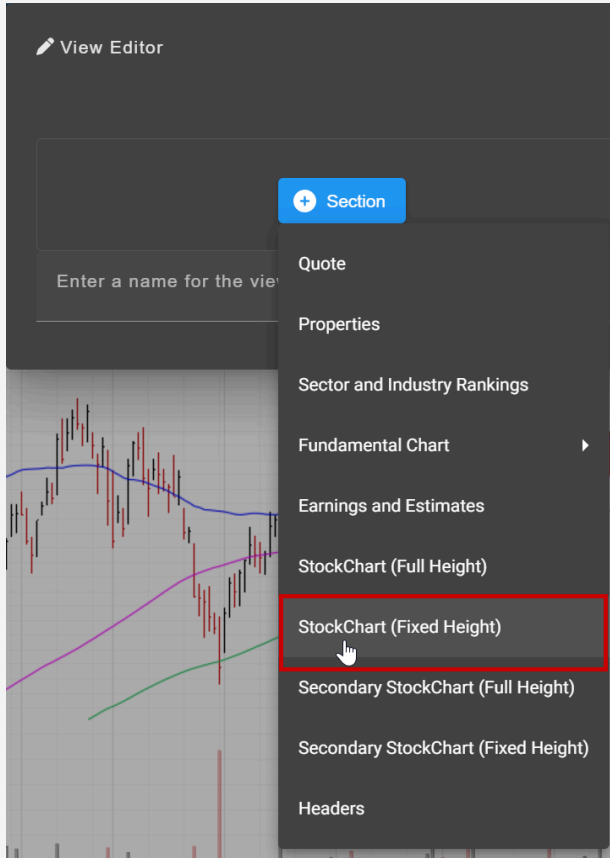 View Editor
Section
Enter a name for the vie
Quote
Properties
Sector and Industry Rankings
Fundamental Chart
Earnings and Estimates
StockChart (Full Height)
StockChart (Fixed Height)
Secondary StockChart (Full Height)
Secondary StockChart (Fixed Height)
Headers